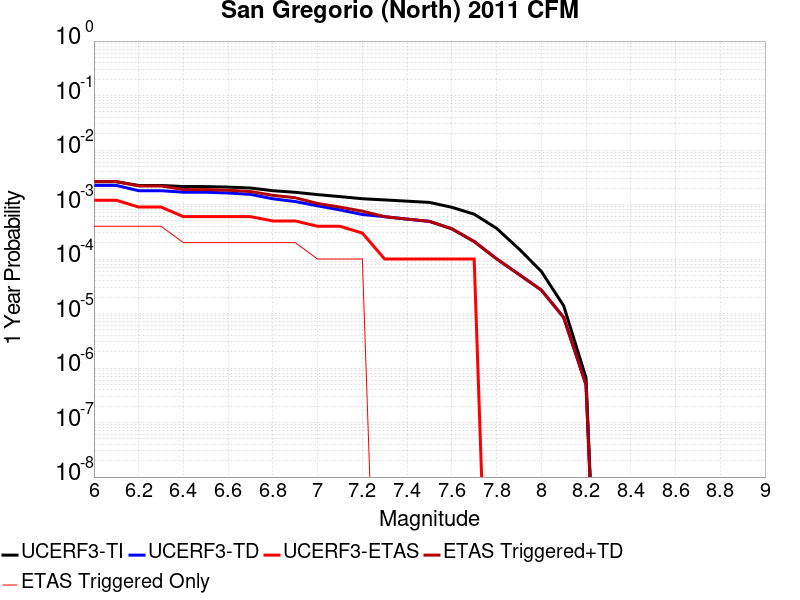 San Gregorio (North) 2011 CFM
10^0
10^-1
10^-2
10^-3
10^-4
10^-5
10^-6
10^-7
10^-8
1 Year Probability
6 6.2 6.4 6.6 6.8 7 7.2 7.4 7.6 7.8 8 8.2 8.4 8.6 8.8 9
Magnitude
UCERF3-TI UCERF3-TD UCERF3-ETAS ETAS Triggered+TD
ETAS Triggered Only